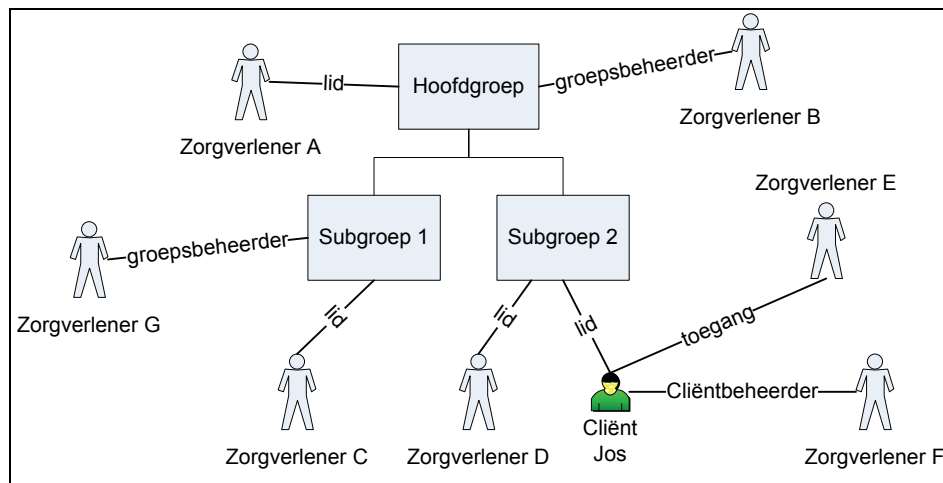 lid
Hoofdgroep
groepsbeheerder
Zorgverlener A
Zorgverlener B
Zorgverlener E
groepsbeheerder
Subgroep 1
Subgroep 2
Zorgverlener G
lid
lid
lid
toegang
Cliëntbeheerder
Zorgverlener C
Zorgverlener D
Cliënt
Jos
Zorgverlener F